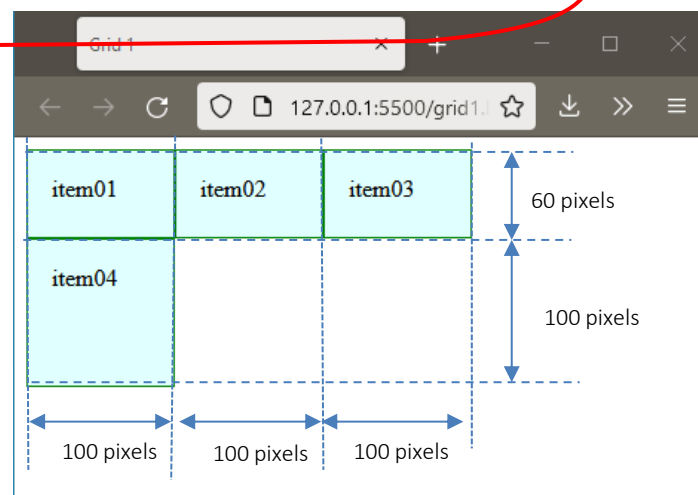 Grid 1
127.0.0.1:5500/grid1.
item01 item02 item03
60 pixels
item04
100 pixels
100 pixels 100 pixels 100 pixels